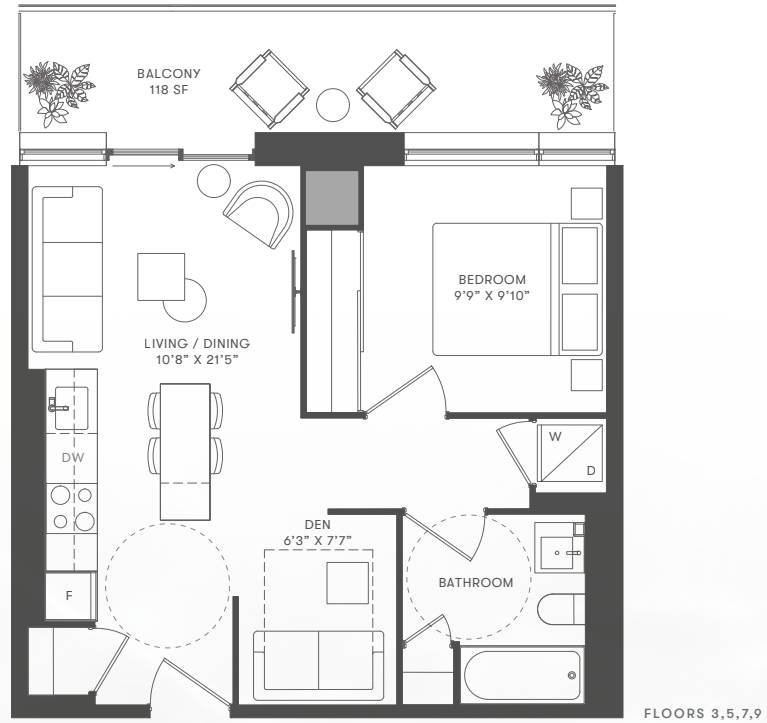 BALCONY
118 SF
BEDROOM
9'9" X 9'10"
LIVING / DINING
10'8" X 21'5"
W
D
DW
DEN
6'3" X 7'7"
BATHROOM
F
FLOORS 3,5,7,9